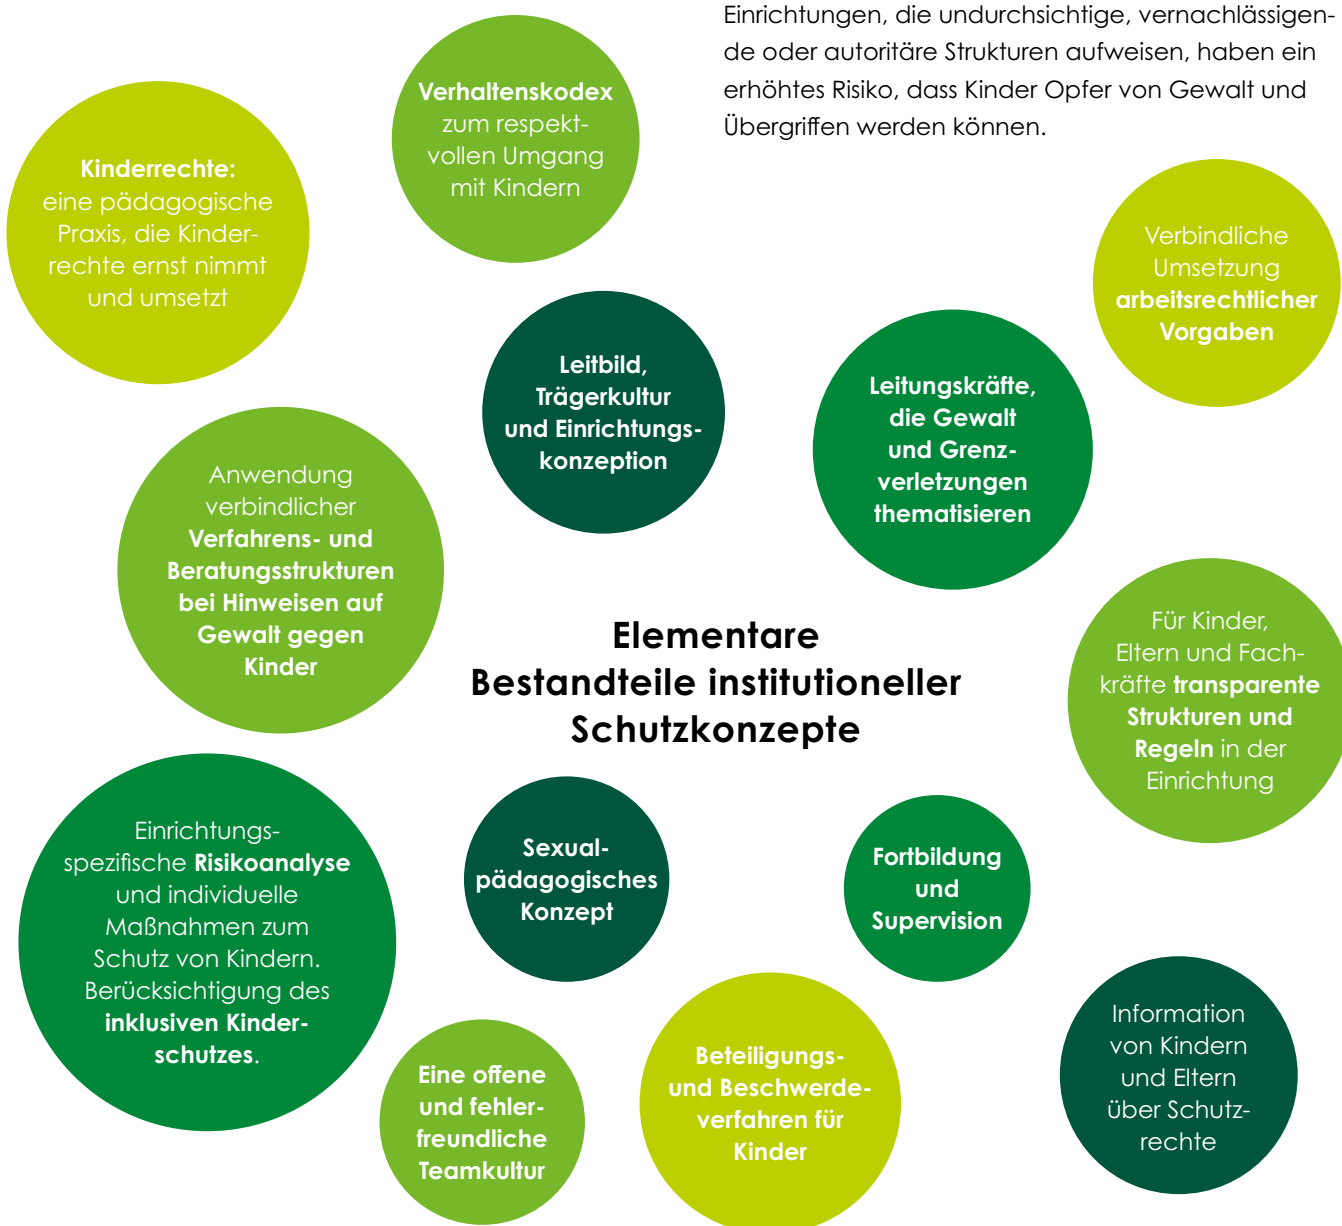 Einrichtungen, die undurchsichtige, vernachlässigen-
de oder autoritäre Strukturen aufweisen, haben ein
erhöhtes Risiko, dass Kinder Opfer von Gewalt und
Übergriffen werden können.
Verhaltenskodex
zum respekt-
vollen Umgang
mit Kindern
Kinderrechte:
eine pädagogische
Praxis, die Kinder-
rechte ernst nimmt
und umsetzt
Verbindliche
Umsetzung
arbeitsrechtlicher
Vorgaben
Leitbild,
Trägerkultur
und Einrichtungs-
konzeption
Leitungskräfte,
die Gewalt
und Grenz-
verletzungen
thematisieren
Anwendung
verbindlicher
Verfahrens- und
Beratungsstrukturen
bei Hinweisen auf
Gewalt gegen
Kinder
Elementare
Bestandteile institutioneller
Schutzkonzepte
Für Kinder,
Eltern und Fach-
kräfte transparente
Strukturen und
Regeln in der
Einrichtung
Einrichtungs-
spezifische Risikoanalyse
und individuelle
Maßnahmen zum
Schutz von Kindern.
Berücksichtigung des
inklusiven Kinder-
schutzes.
Sexual-
pädagogisches
Konzept
Fortbildung
und
Supervision
Eine offene
und fehler-
freundliche
Teamkultur
Beteiligungs-
und Beschwerde-
verfahren für
Kinder
Information
von Kindern
und Eltern
über Schutz-
rechte